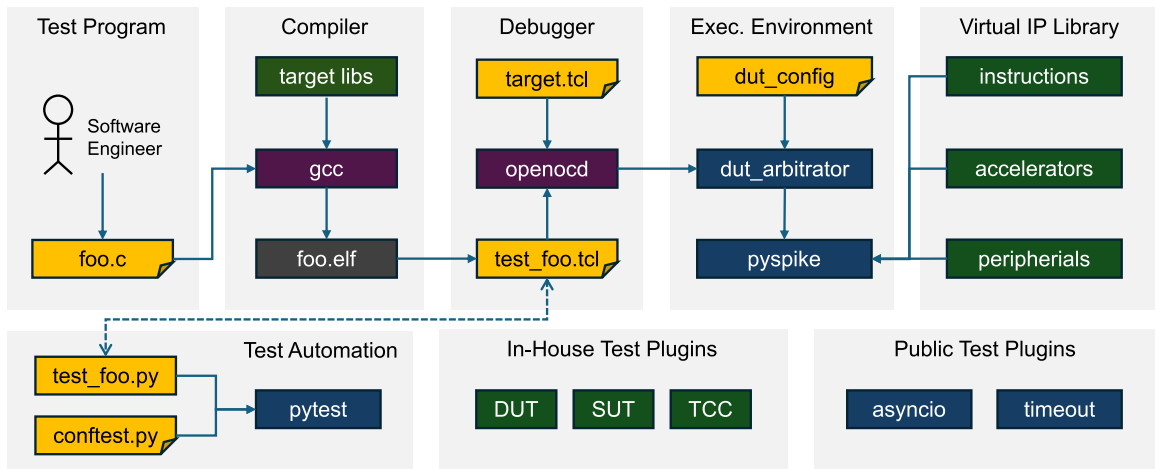 Test Program
Software
Engineer
foo.c
Compiler
target libs
gcc
foo.elf
Debugger
target.tcl
openocd
test_foo.tcl
Exec. Environment
dut_config
dut_arbitrator
pyspike
Virtual IP Library
instructions
accelerators
peripherials
Test Automation
test_foo.py
conftest.py
pytest
In-House Test Plugins
DUT
SUT
TCC
Public Test Plugins
asyncio
timeout